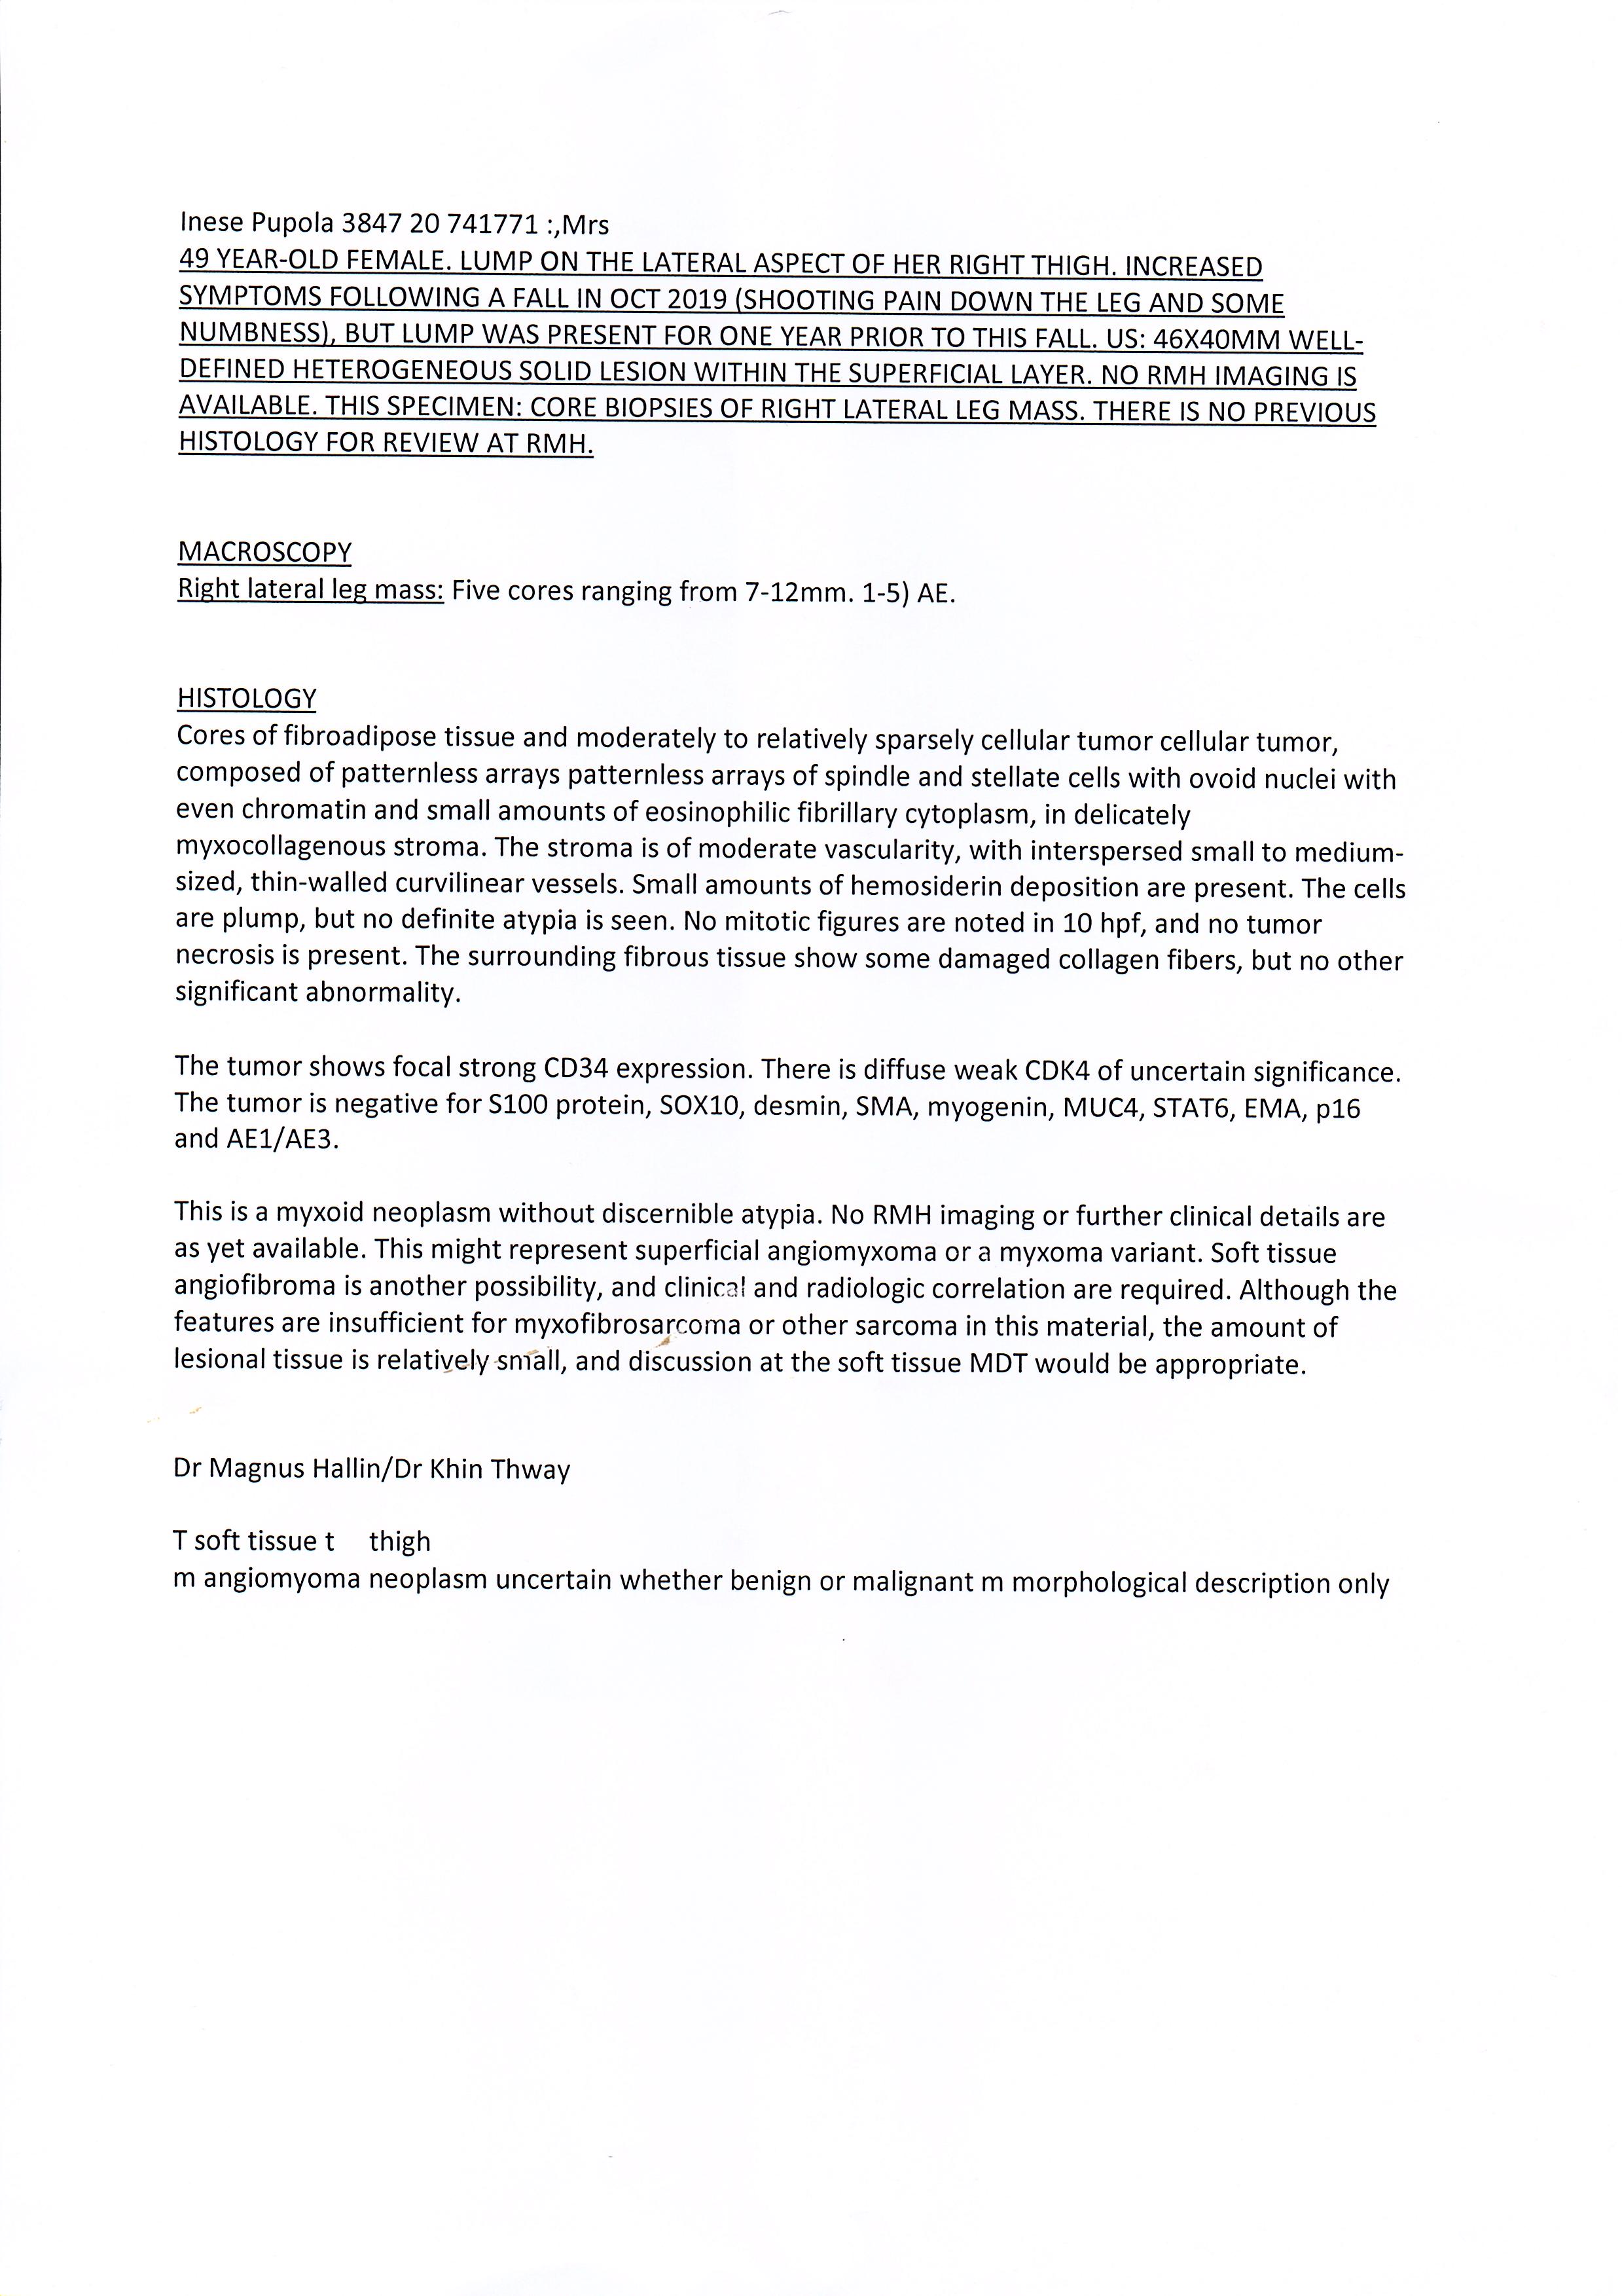 Inese Pupola 3847 20 741771 :,Mrs
49 YEAR-OLD FEMALE. LUMP ON THE LATERAL ASPECT OF HER RIGHT THIGH. INCREASED
SYMPTOMS FOLLOWING A FALL IN OCT 2019 (SHOOTING PAIN DOWN THE LEG AND SOME
NUMBNESS), BUT LUMP WAS PRESENT FOR ONE YEAR PRIOR TO THIS FALL. US: 46X40MM WELL-
DEFINED HETEROGENEOUS SOLID LESION WITHIN THE SUPERFICIAL LAYER. NO RMH IMAGING IS
AVAILABLE. THIS SPECIMEN: CORE BIOPSIES OF RIGHT LATERAL LEG MASS. THERE IS NO PREVIOUS
HISTOLOGY FOR REVIEW AT RMH.
MACROSCOPY
Right lateral leg mass: Five cores ranging from 7-12mm. 1-5) AE.
HISTOLOGY
Cores of fibroadipose tissue and moderately to relatively sparsely cellular tumor cellular tumor,
composed of patternless arrays patternless arrays of spindle and stellate cells with ovoid nuclei with
even chromatin and small amounts of eosinophilic fibrillary cytoplasm, in delicately
myxocollagenous stroma. The stroma is of moderate vascularity, with interspersed small to medium-
sized, thin-walled curvilinear vessels. Small amounts of hemosiderin deposition are present. The cells
are plump, but no definite atypia is seen. No mitotic figures are noted in 10 hpf, and no tumor
necrosis is present. The surrounding fibrous tissue show some damaged collagen fibers, but no other
significant abnormality.
The tumor shows focal strong CD34 expression. There is diffuse weak CDK4 of uncertain significance.
The tumor is negative for S100 protein, SOX10, desmin, SMA, myogenin, MUC4, STAT6, EMA, p16
and AE1/AE3.
This is a myxoid neoplasm without discernible atypia. No RMH imaging or further clinical details are
as yet available. This might represent superficial angiomyxoma or a myxoma variant. Soft tissue
angiofibroma is another possibility, and clinical and radiologic correlation are required. Although the
features are insufficient for myxofibrosarcoma or other sarcoma in this material, the amount of
lesional tissue is relatively small, and discussion at the soft tissue MDT would be appropriate.
Dr Magnus Hallin/Dr Khin Thway
T soft tissue t thigh
m angiomyoma neoplasm uncertain whether benign or malignant m morphological description only